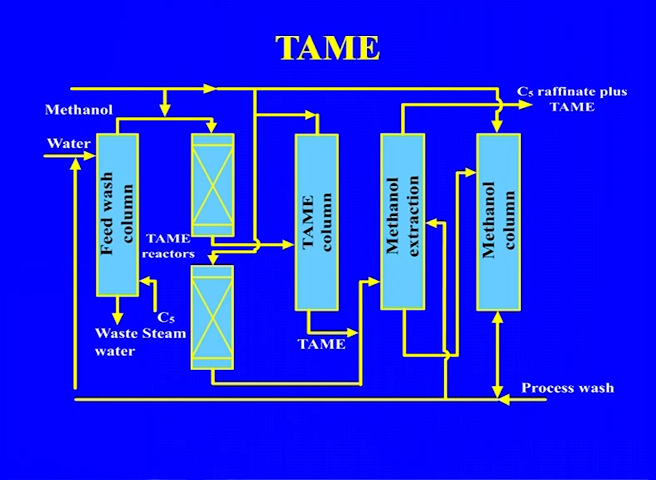 TAME
C₅ raffinate plus
TAME
Methanol
Water
Feed wash
column
TAME
reactors
TAME
column
Methanol
extraction
Methanol
column
C₅
Waste Steam
water
TAME
Process wash